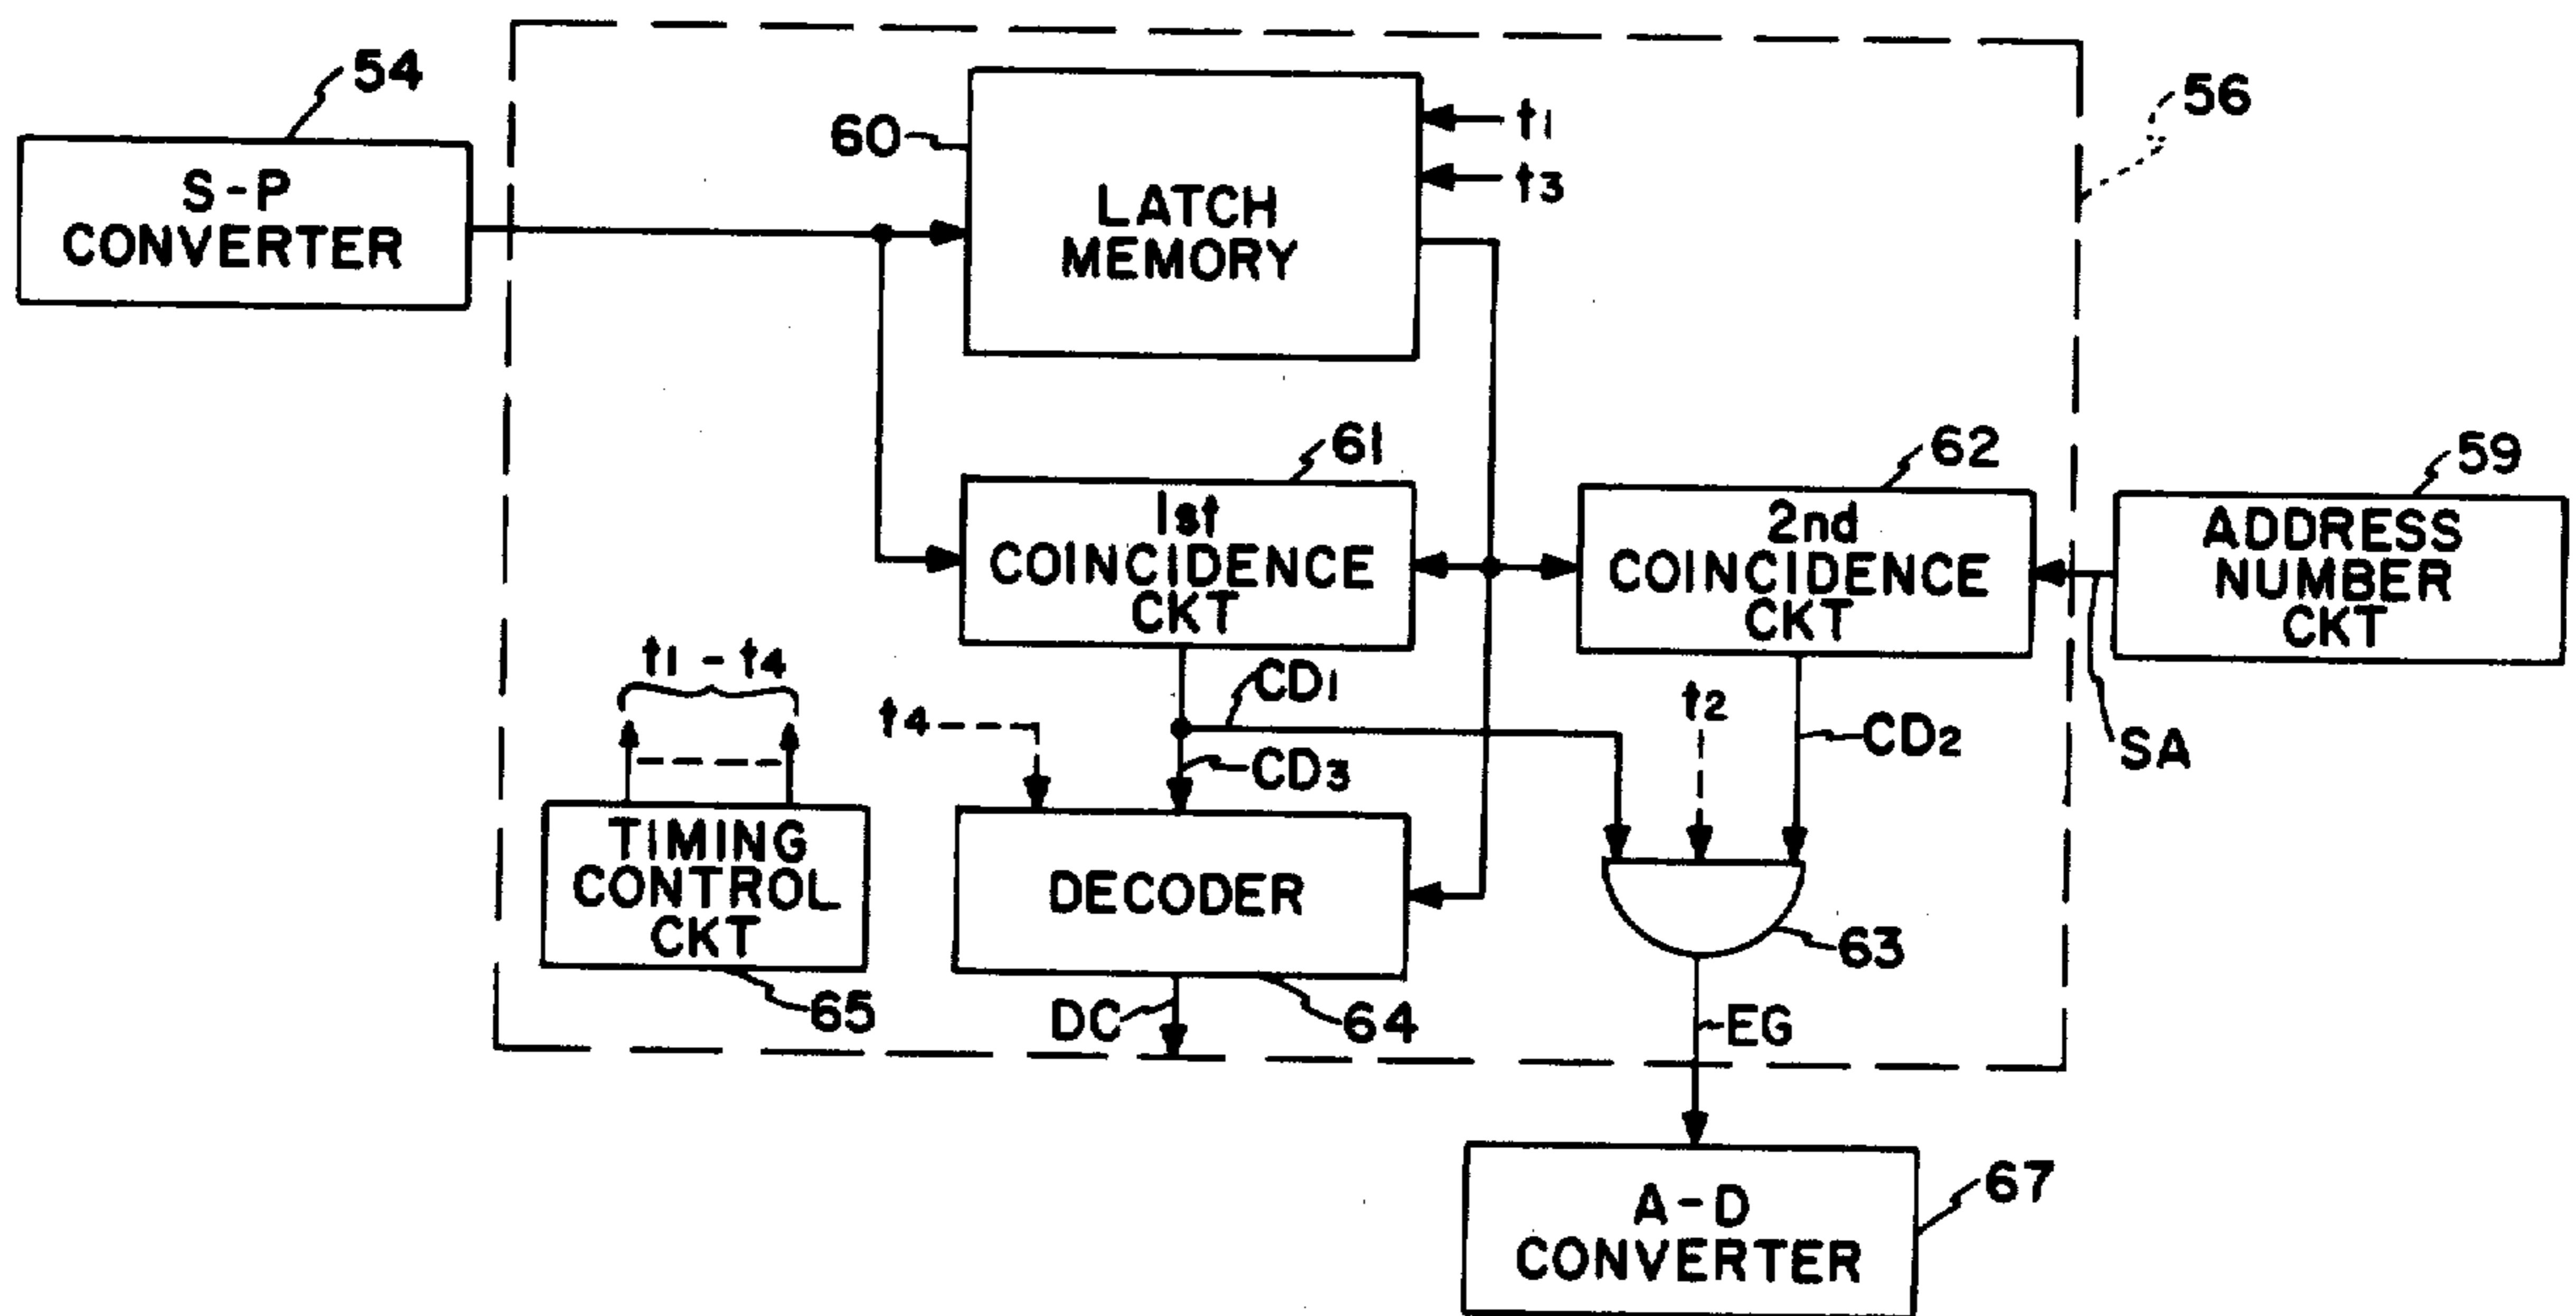 54
S-P
CONVERTER
56
60
t1
t3
LATCH
MEMORY
61
1st
COINCIDENCE
CKT
62
2nd
COINCIDENCE
CKT
59
ADDRESS
NUMBER
CKT
SA
t1 - t4
t4
CD1
CD3
t2
CD2
TIMING
CONTROL
CKT
65
DECODER
64
DC
63
EG
A-D
CONVERTER
67